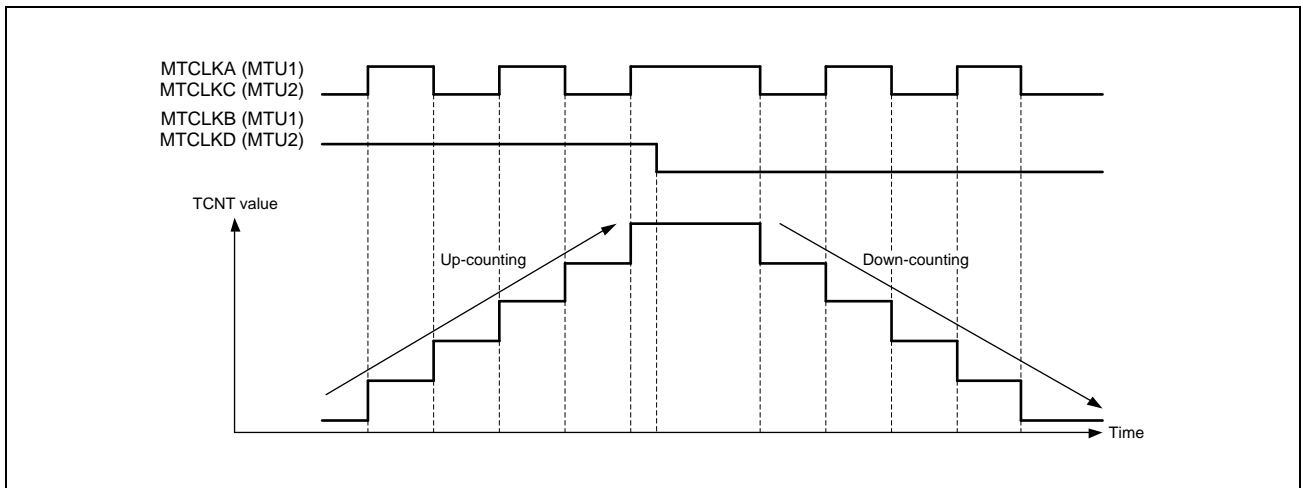 MTCLKA (MTU1)
MTCLKC (MTU2)
MTCLKB (MTU1)
MTCLKD (MTU2)
TCNT value
Up-counting
Down-counting
Time